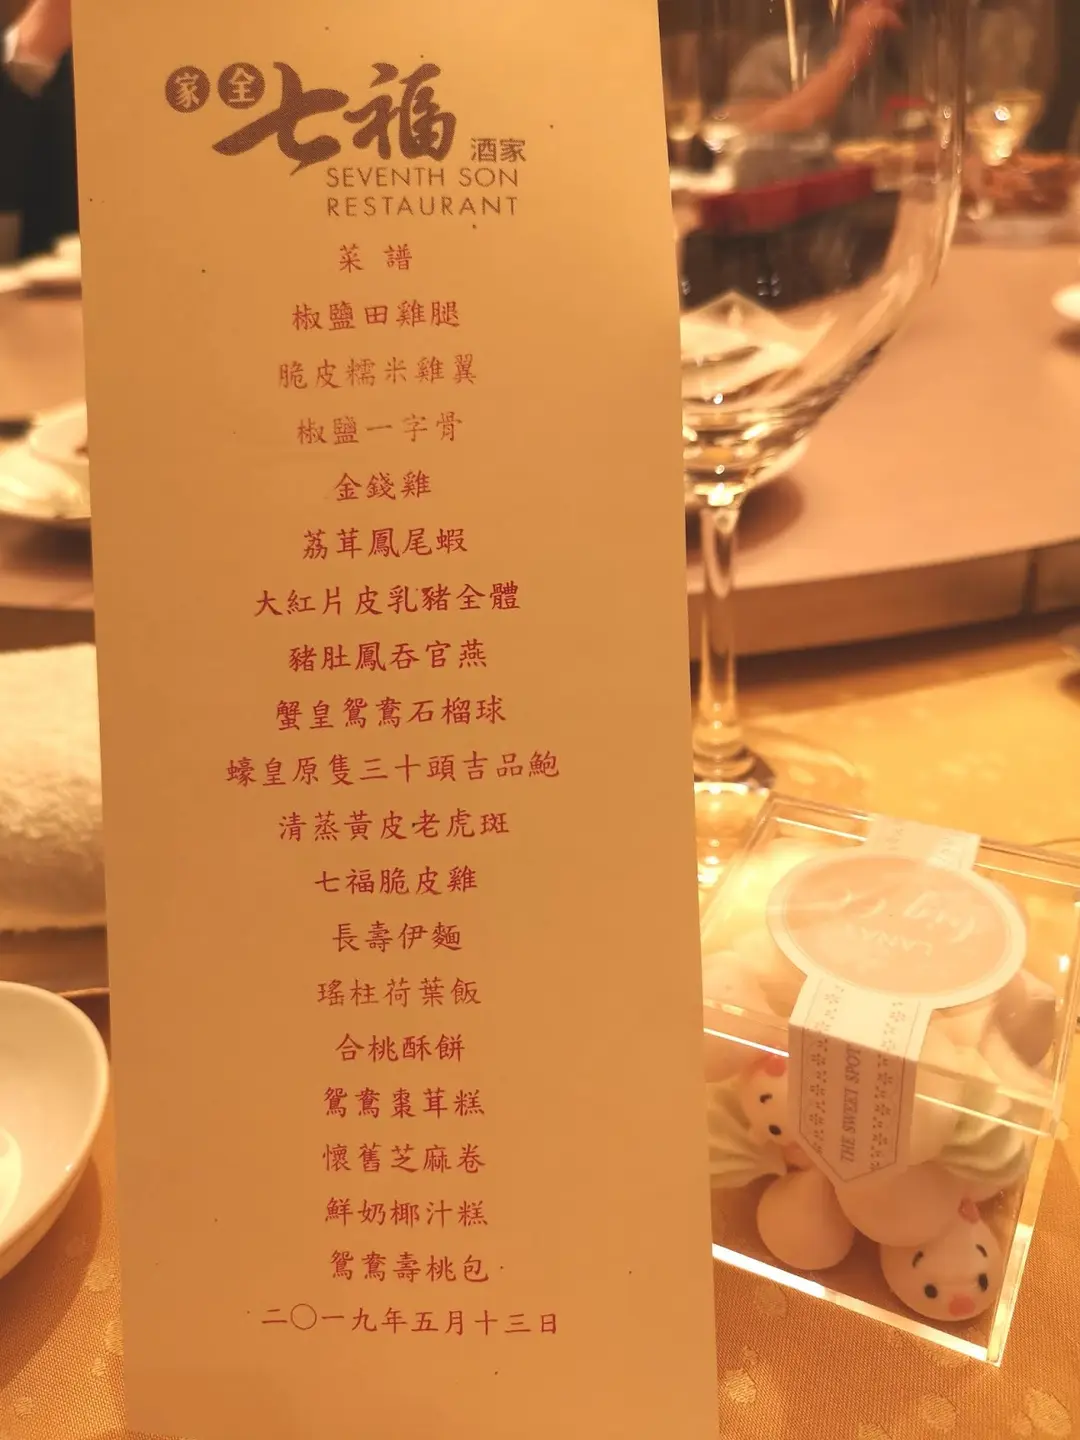 家全七福酒家
SEVENTH SON
RESTAURANT
菜 譜
椒鹽田雞腿
脆皮糯米雞翼
椒鹽一字骨
金錢雞
荔茸鳳尾蝦
大紅片皮乳豬全體
豬肚鳳吞官燕
蟹皇鴛鴦石榴球
蠔皇原隻三十頭吉品鮑
清蒸黃皮老虎斑
七福脆皮雞
長壽伊麵
瑤柱荷葉飯
合桃酥餅
鴛鴦棗茸糕
懷舊芝麻卷
鮮奶椰汁糕
鴛鴦壽桃包
二〇一九年五月十三日
THE SWEET SPOT